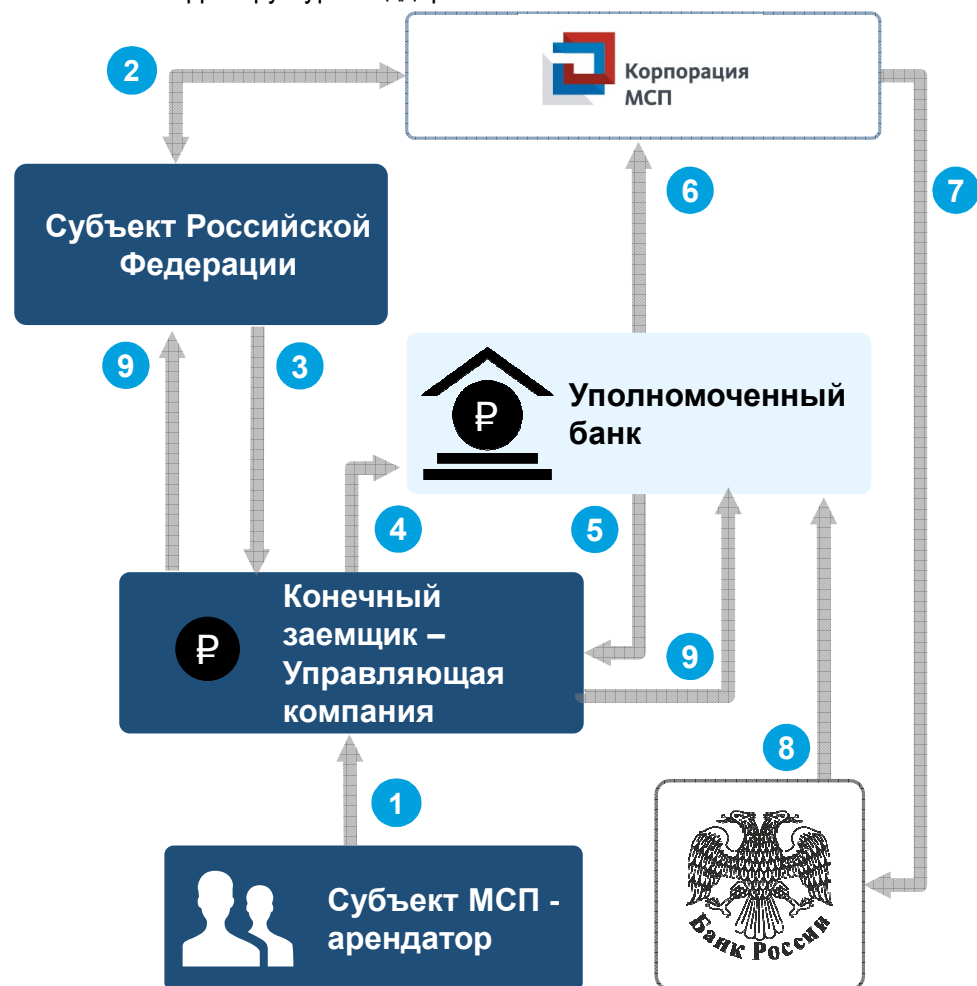 2
Корпорация
МСП
6
7
Субъект Российской
Федерации
9
3
₽
Уполномоченный
банк
4
5
₽
Конечный
заемщик –
Управляющая
компания
9
8
1
Субъект МСП -
арендатор
Банк России